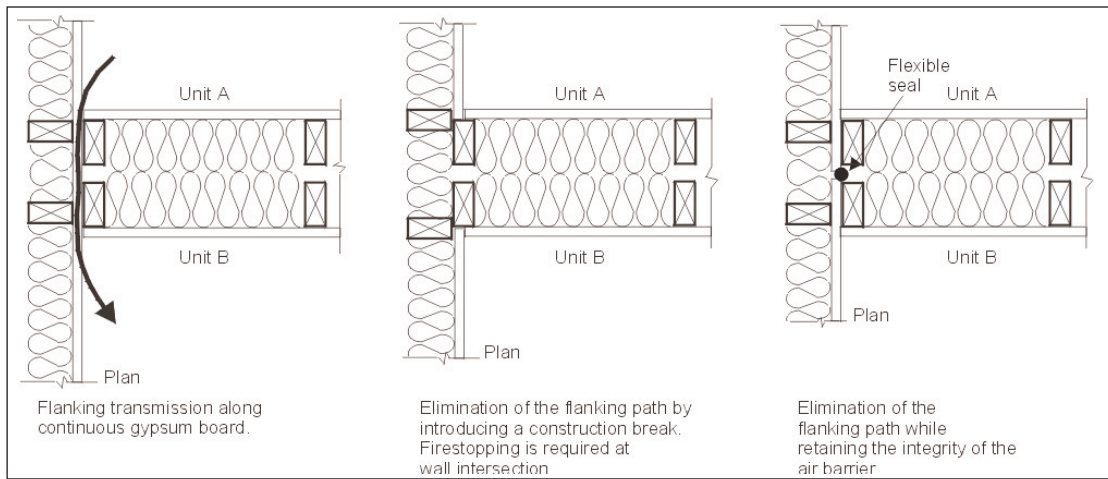 Unit A
Unit B
Plan
Flanking transmission along
continuous gypsum board.
Unit A
Unit B
Plan
Elimination of the flanking path by
introducing a construction break.
Firestopping is required at
wall intersection
Flexible
seal
Unit A
Unit B
Plan
Elimination of the
flanking path while
retaining the integrity of the
air barrier